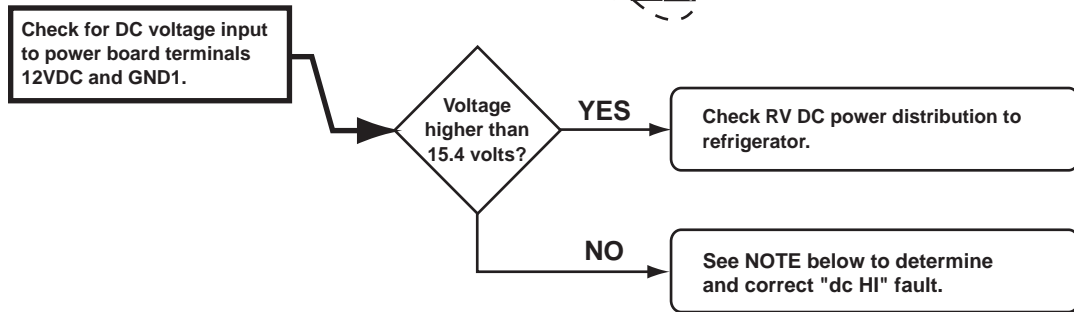 Check for DC voltage input
to power board terminals
12VDC and GND1.
Voltage
higher than
15.4 volts?
YES
Check RV DC power distribution to
refrigerator.
NO
See NOTE below to determine
and correct "dc HI" fault.